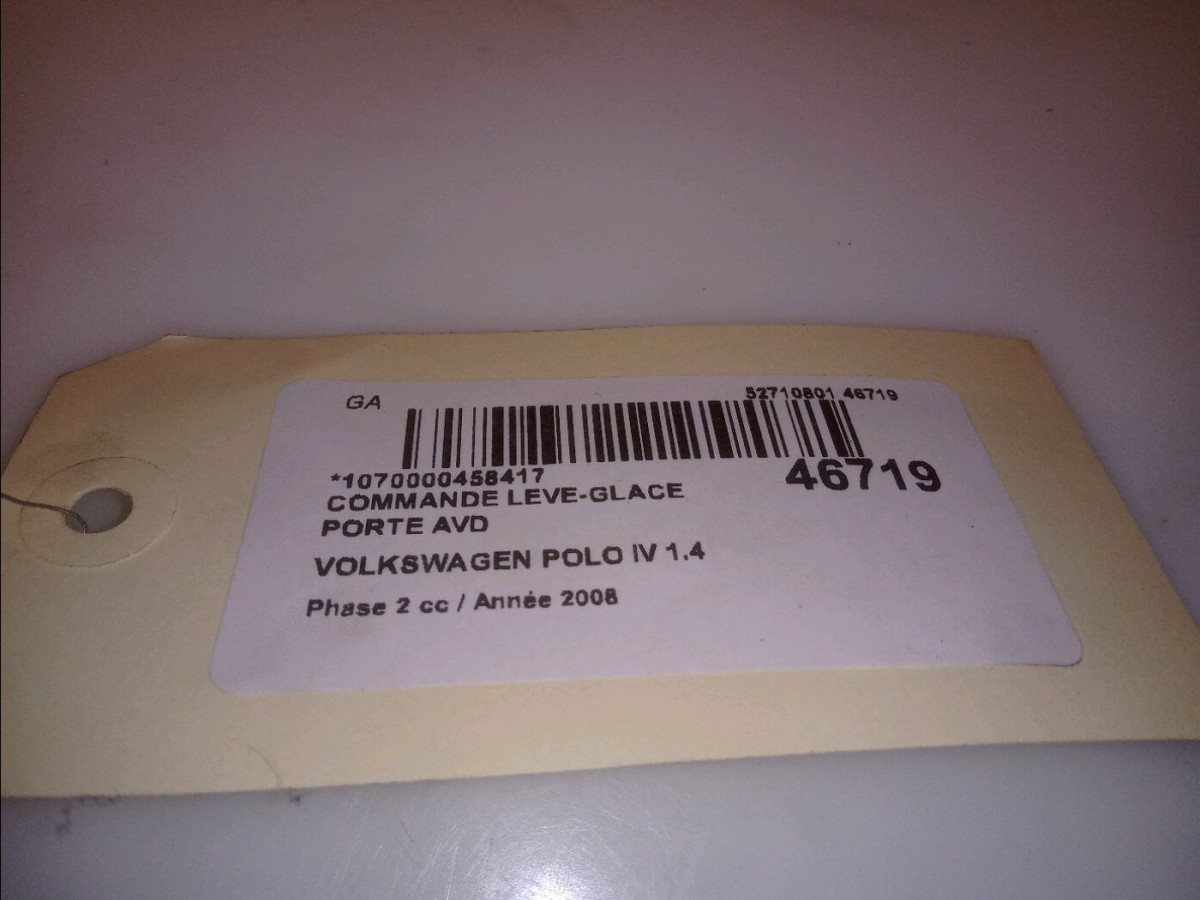 GA
52710801 46719
*1070000458417
46719
COMMANDE LEVE-GLACE
PORTE AVD
VOLKSWAGEN POLO IV 1.4
Phase 2 cc / Année 2008